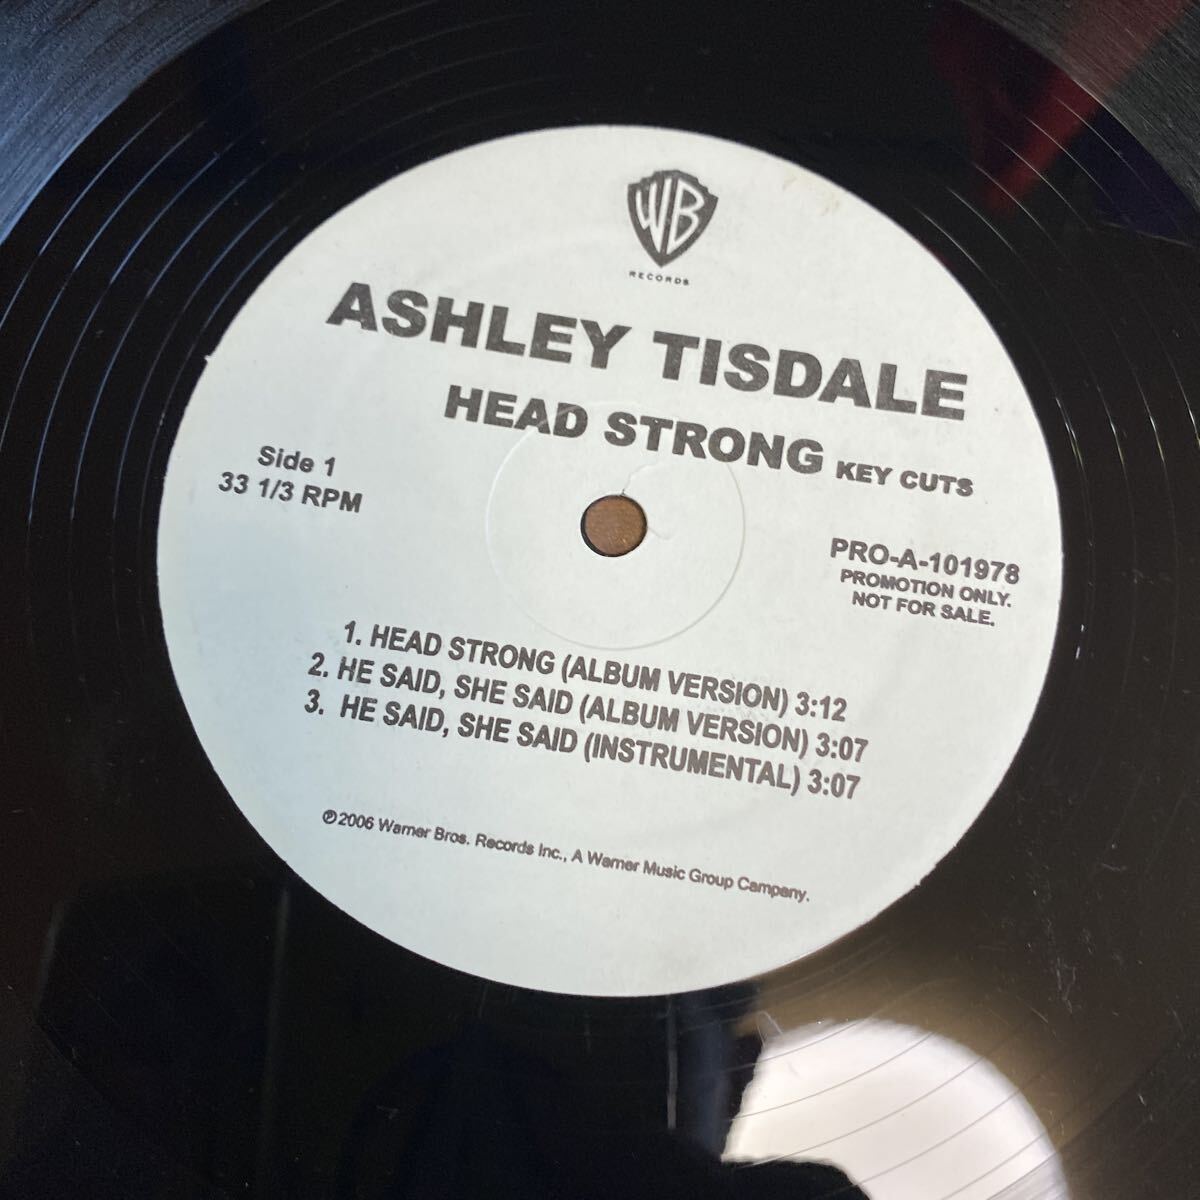 WB
RECORDS
ASHLEY TISDALE
HEAD STRONG KEY CUTS
Side 1
33 1/3 RPM
PRO-A-101978
PROMOTION ONLY.
NOT FOR SALE.
1. HEAD STRONG (ALBUM VERSION) 3:12
2. HE SAID, SHE SAID (ALBUM VERSION) 3:07
3. HE SAID, SHE SAID (INSTRUMENTAL) 3:07
℗2006 Warner Bros. Records Inc., A Warner Music Group Company.